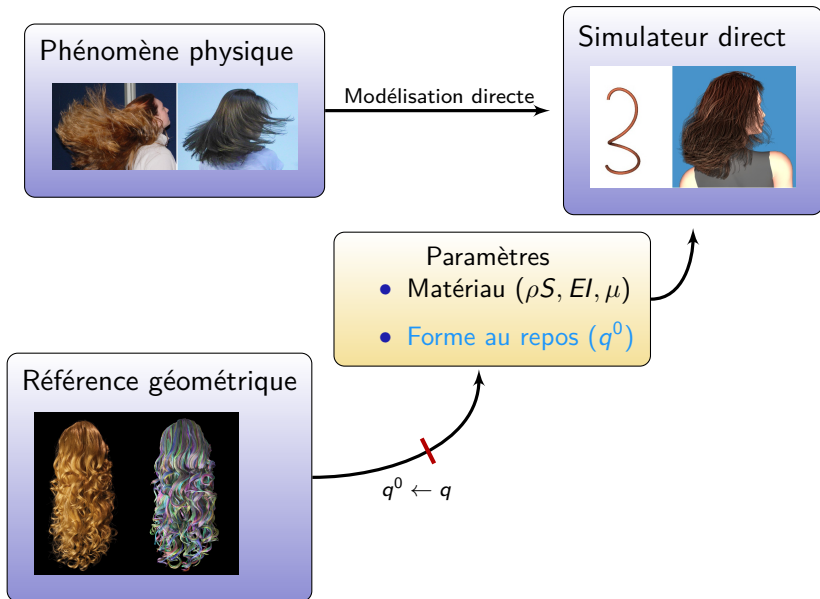 Phénomène physique
Modélisation directe
Simulateur direct
Paramètres
• Matériau (ρS, EI, μ)
• Forme au repos (q⁰)
Référence géométrique
q⁰ ← q